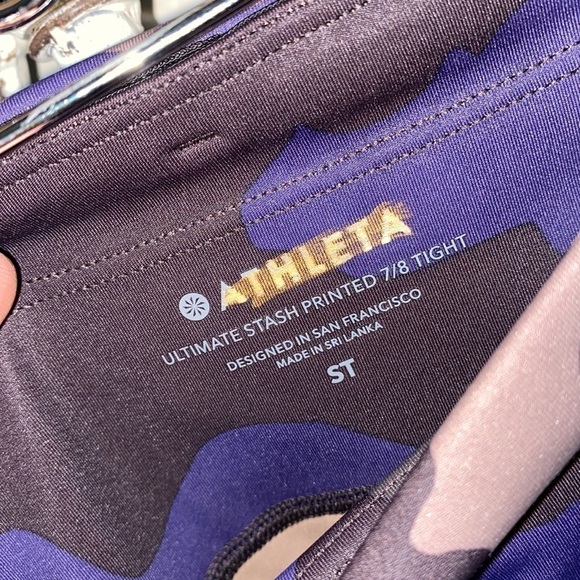 ATHLETA
ULTIMATE STASH PRINTED 7/8 TIGHT
DESIGNED IN SAN FRANCISCO
MADE IN SRI LANKA
ST